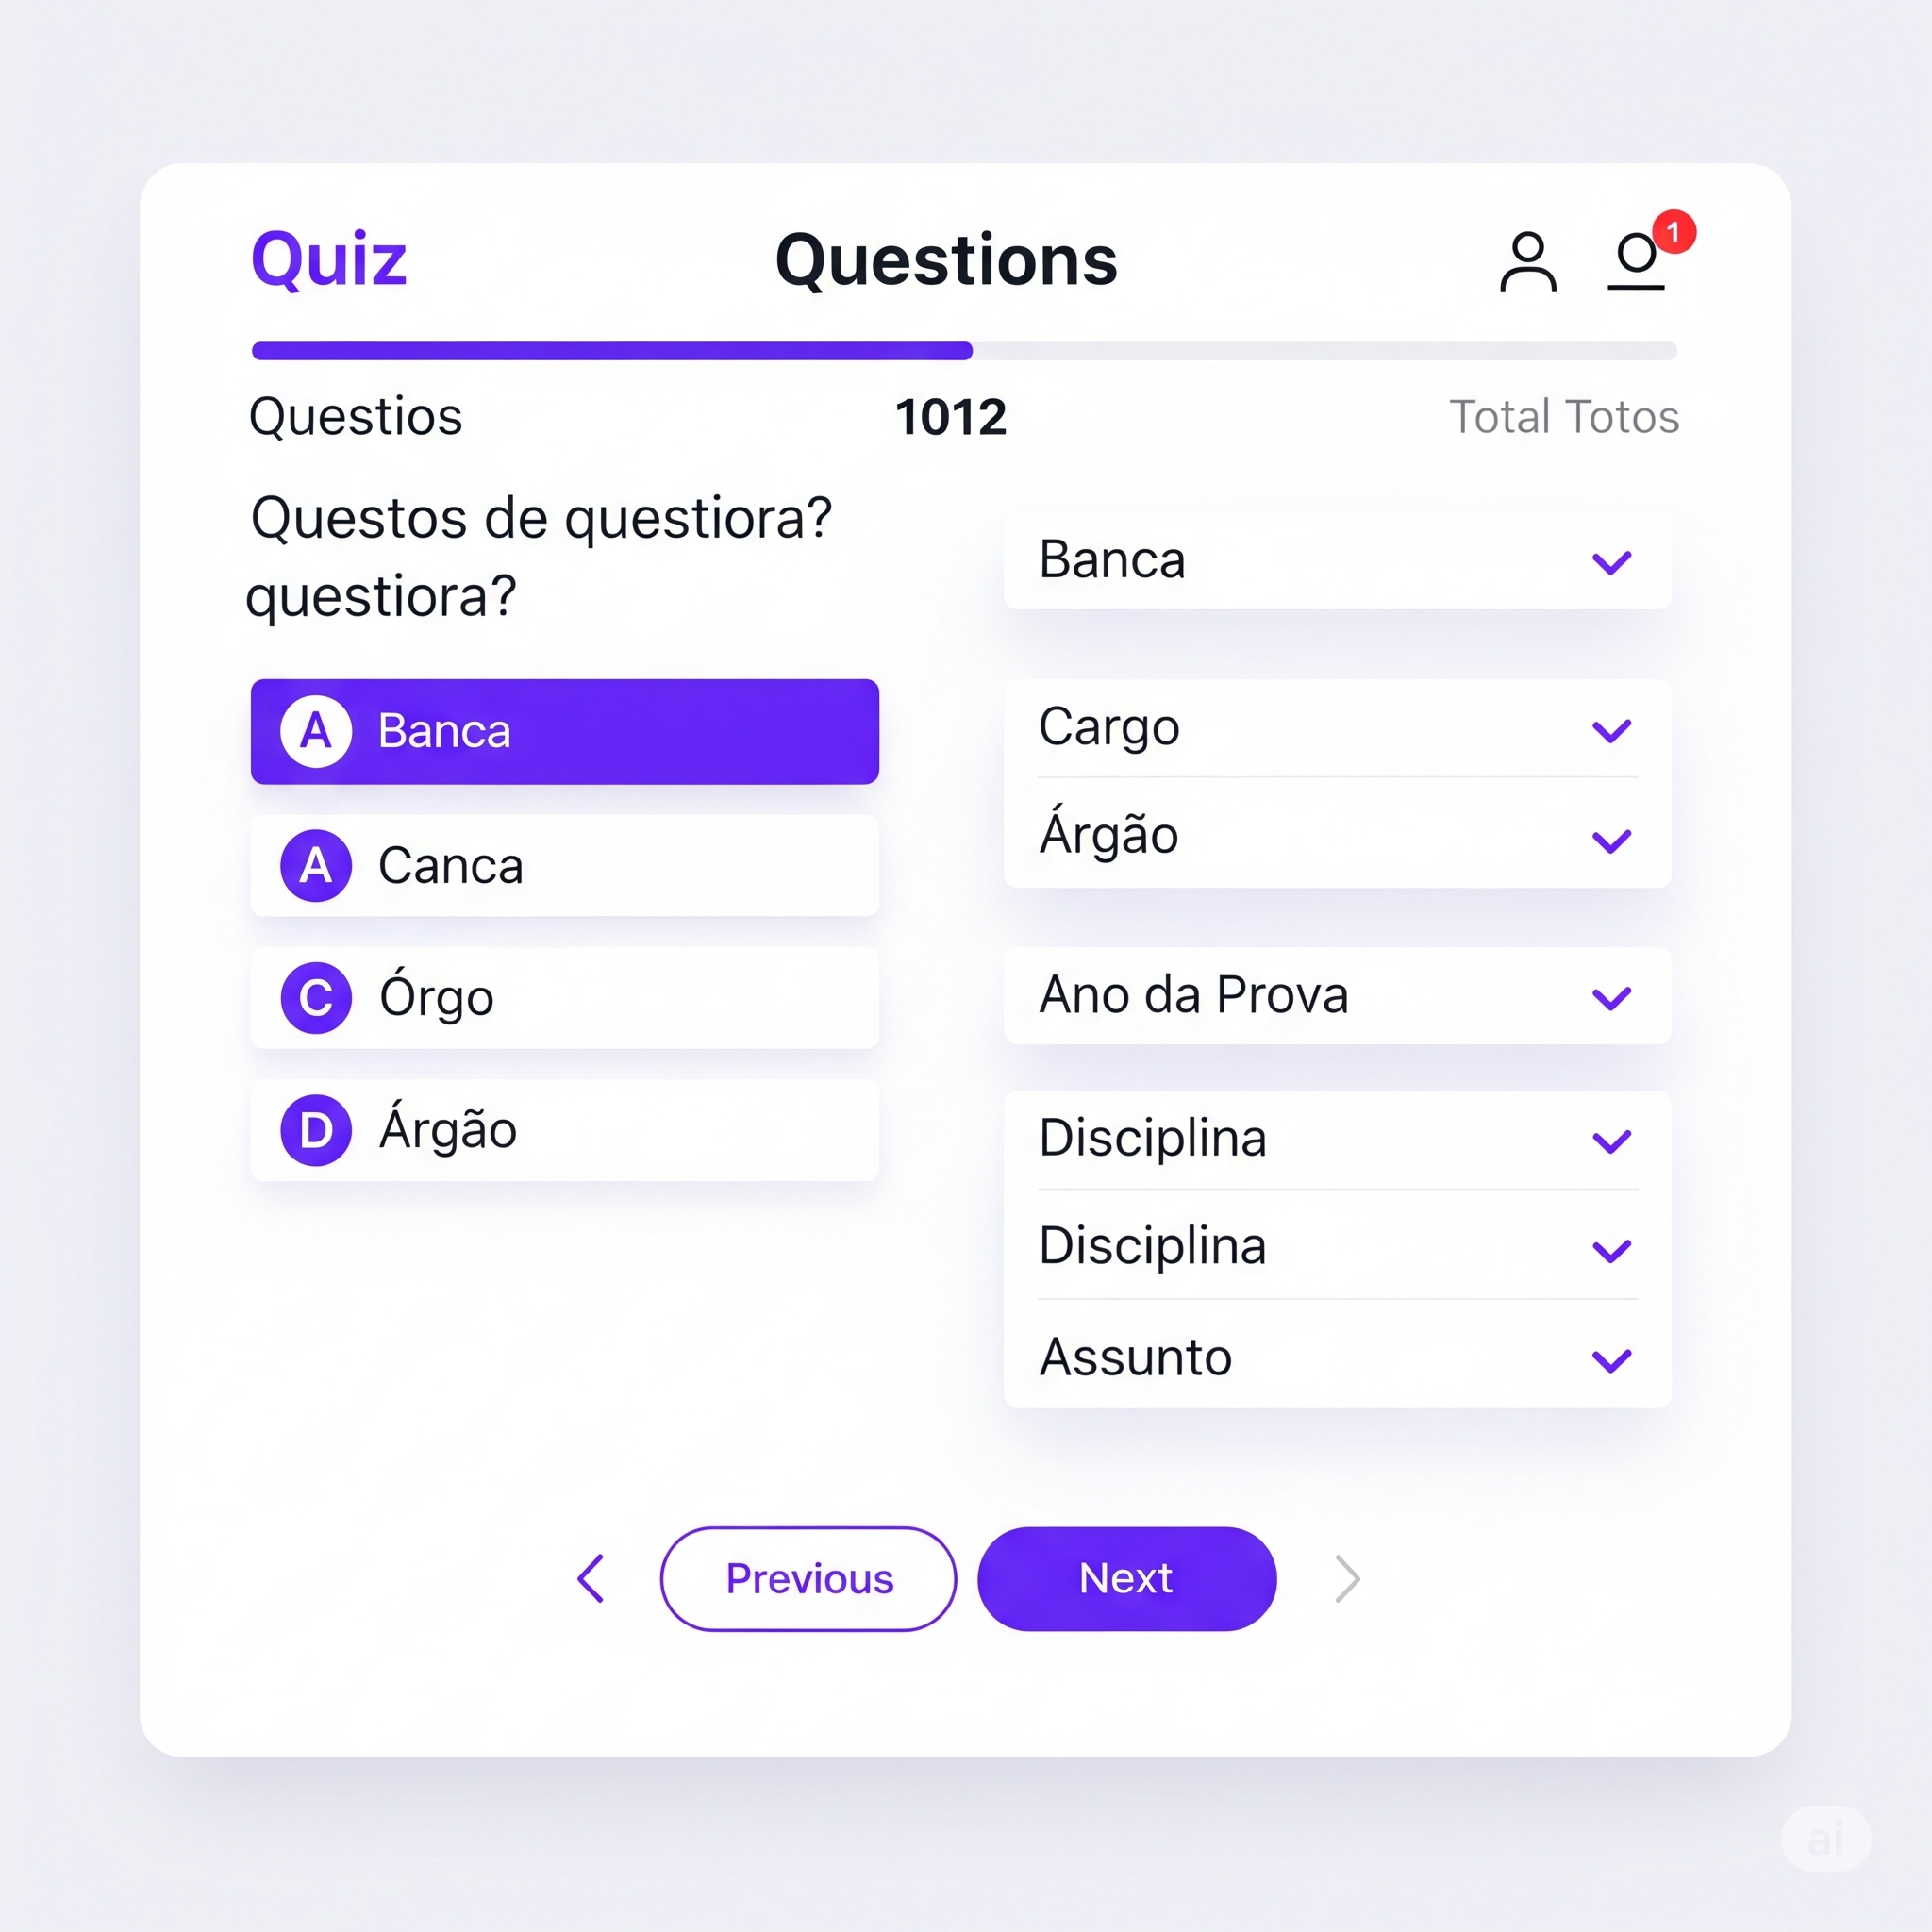 Quiz
Questions
1
Questios
1012
Total Totos
Questos de questiora?
questiora?
A Banca
A Canca
C Órgo
D Árgão
Banca
Cargo
Árgão
Ano da Prova
Disciplina
Disciplina
Assunto
Previous
Next
ai